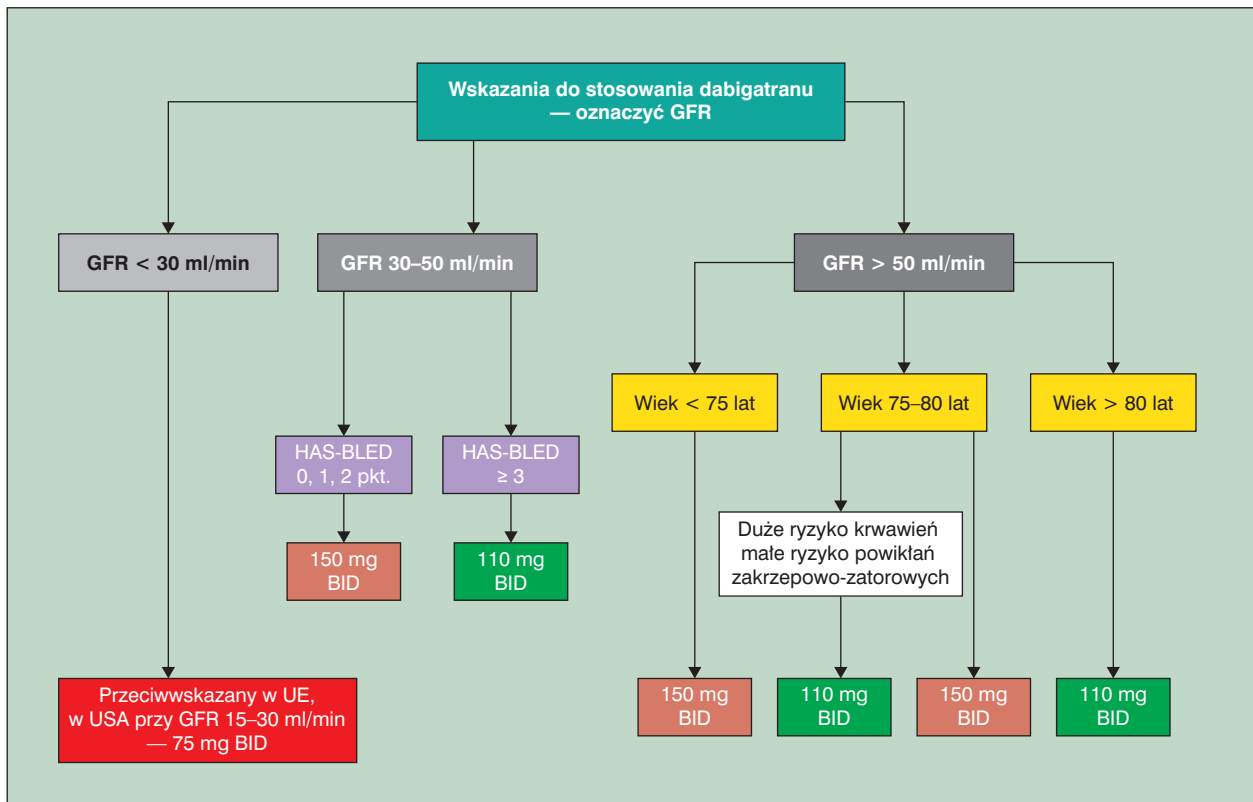 Wskazania do stosowania dabigatranu
— oznaczyć GFR
GFR < 30 ml/min
GFR 30–50 ml/min
GFR > 50 ml/min
Wiek < 75 lat
Wiek 75–80 lat
Wiek > 80 lat
HAS-BLED
0, 1, 2 pkt.
HAS-BLED
≥ 3
Duże ryzyko krwawień
małe ryzyko powikłań
zakrzepowo-zatorowych
150 mg
BID
110 mg
BID
Przeciwwskazany w UE,
w USA przy GFR 15–30 ml/min
— 75 mg BID
150 mg
BID
110 mg
BID
150 mg
BID
110 mg
BID